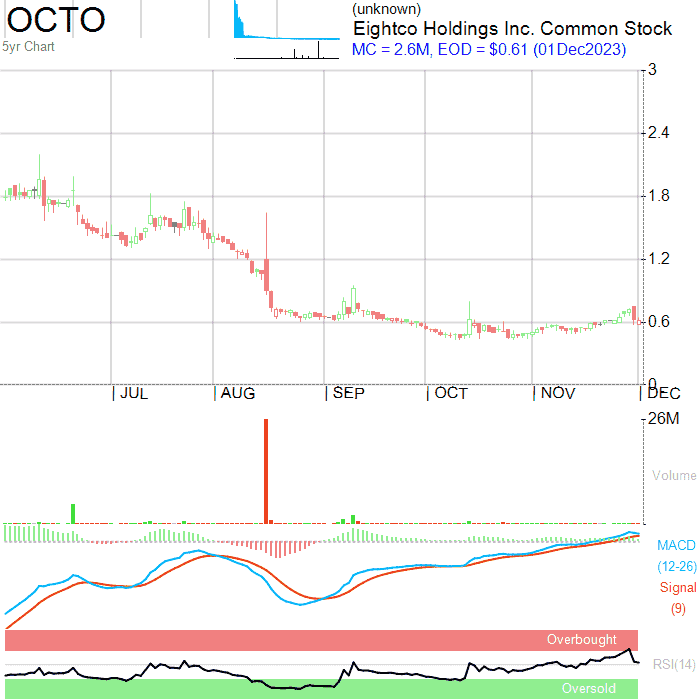 OCTO
5yr Chart
(unknown)
Eightco Holdings Inc. Common Stock
MC = 2.6M, EOD = $0.61 (01Dec2023)
3
2.4
1.8
1.2
0.6
0
| JUL | AUG | SEP | OCT | NOV | DEC
26M
Volume
MACD
(12-26)
Signal
(9)
Overbought
RSI(14)
Oversold